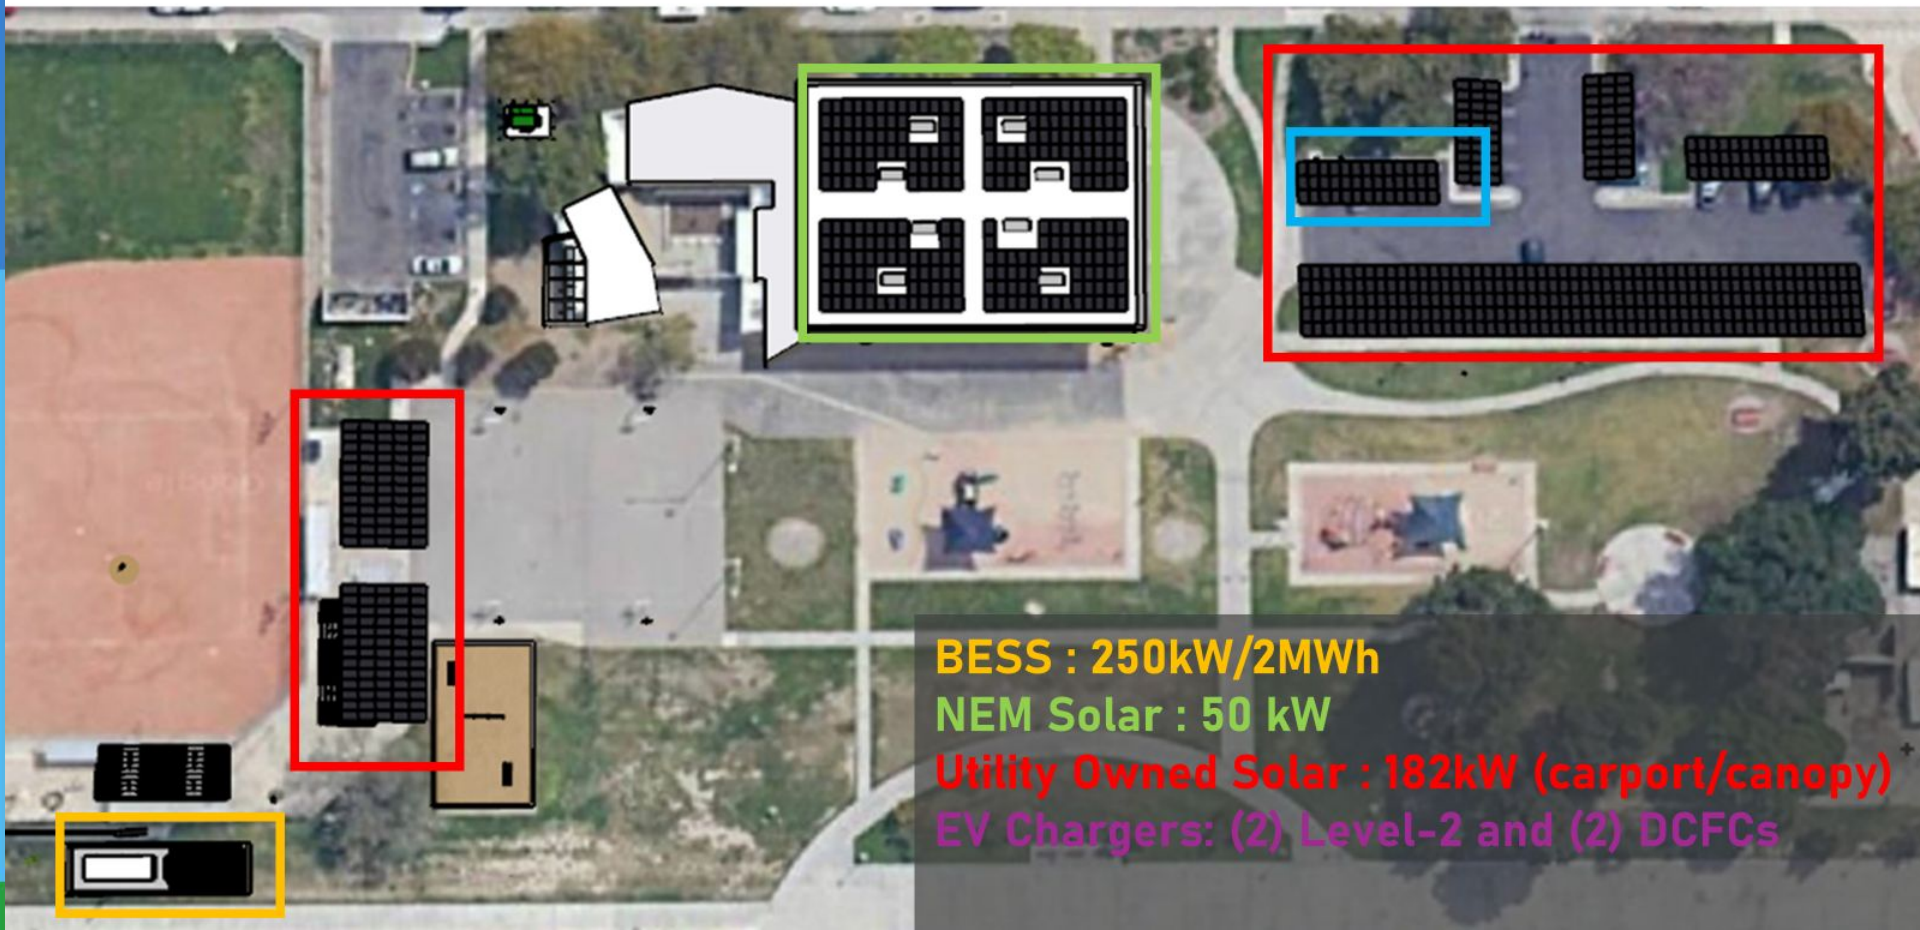 BESS : 250kW/2MWh
NEM Solar : 50 kW
Utility Owned Solar : 182kW (carport/canopy)
EV Chargers: (2) Level-2 and (2) DCFCs